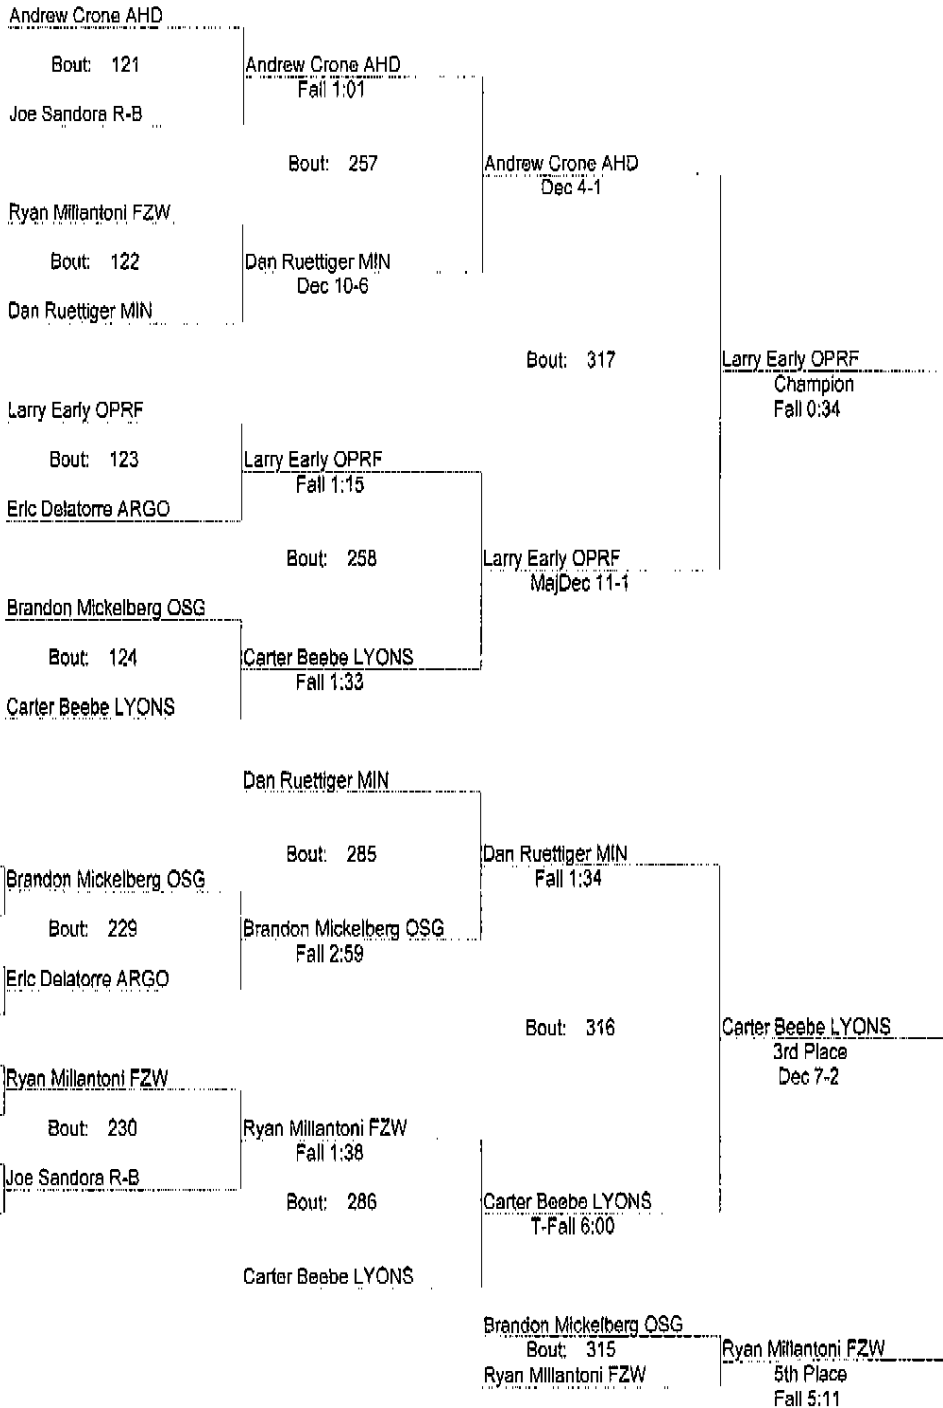 Andrew Crone AHD
Bout: 121
Andrew Crone AHD
Fall 1:01
Joe Sandora R-B
Bout: 257
Andrew Crone AHD
Dec 4-1
Ryan Millantoni FZW
Bout: 122
Dan Ruettiger MIN
Dec 10-6
Dan Ruettiger MIN
Bout: 317
Larry Early OPRF
Champion
Fall 0:34
Larry Early OPRF
Bout: 123
Larry Early OPRF
Fall 1:15
Eric Delatorre ARGO
Bout: 258
Larry Early OPRF
MajDec 11-1
Brandon Mickelberg OSG
Bout: 124
Carter Beebe LYONS
Fall 1:33
Carter Beebe LYONS
Dan Ruettiger MIN
Bout: 285
Dan Ruettiger MIN
Fall 1:34
Brandon Mickelberg OSG
Bout: 229
Brandon Mickelberg OSG
Fall 2:59
Eric Delatorre ARGO
Bout: 316
Carter Beebe LYONS
3rd Place
Dec 7-2
Ryan Millantoni FZW
Bout: 230
Ryan Millantoni FZW
Fall 1:38
Joe Sandora R-B
Bout: 286
Carter Beebe LYONS
T-Fall 6:00
Carter Beebe LYONS
Brandon Mickelberg OSG
Bout: 315
Ryan Millantoni FZW
Ryan Millantoni FZW
5th Place
Fall 5:11